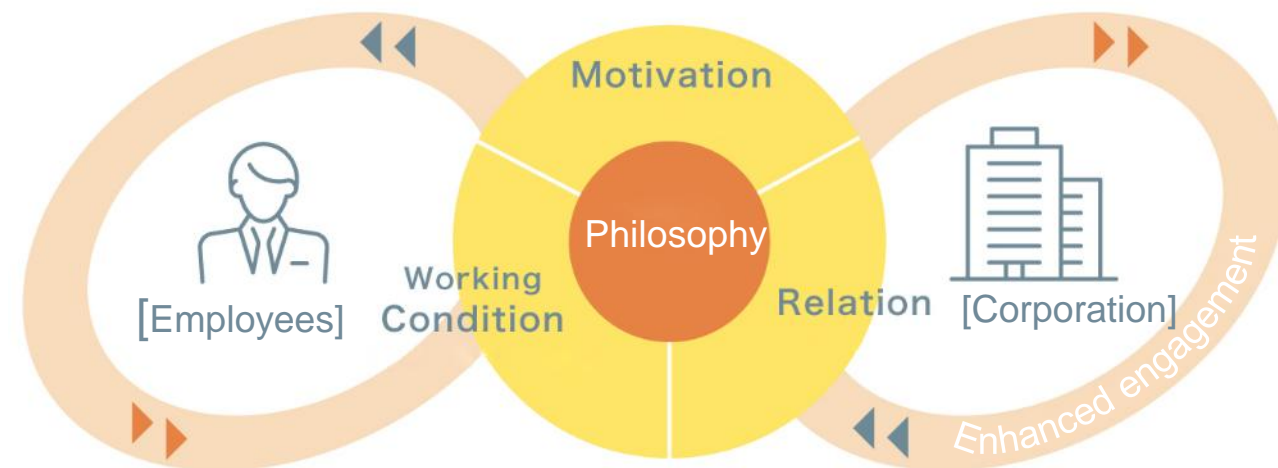 Motivation
Philosophy
Working
Condition
Relation
[Employees]
[Corporation]
Enhanced engagement